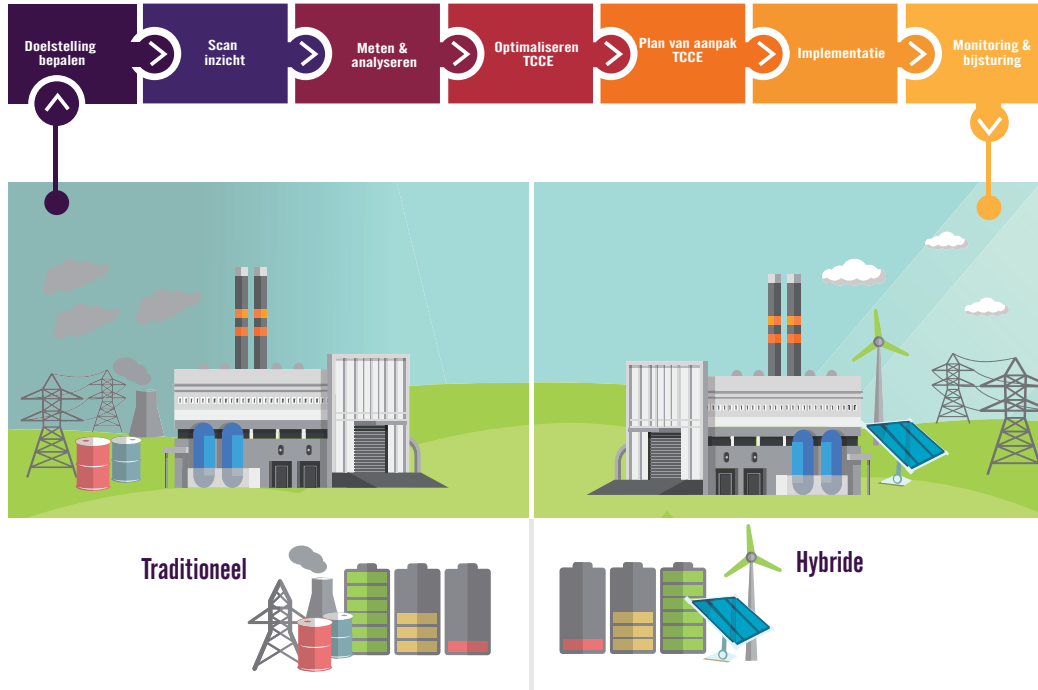 Doelstelling
bepalen
Scan
inzicht
Meten &
analyseren
Optimaliseren
TCCE
Plan van aanpak
TCCE
Implementatie
Monitoring &
bijsturing
Traditioneel
Hybride